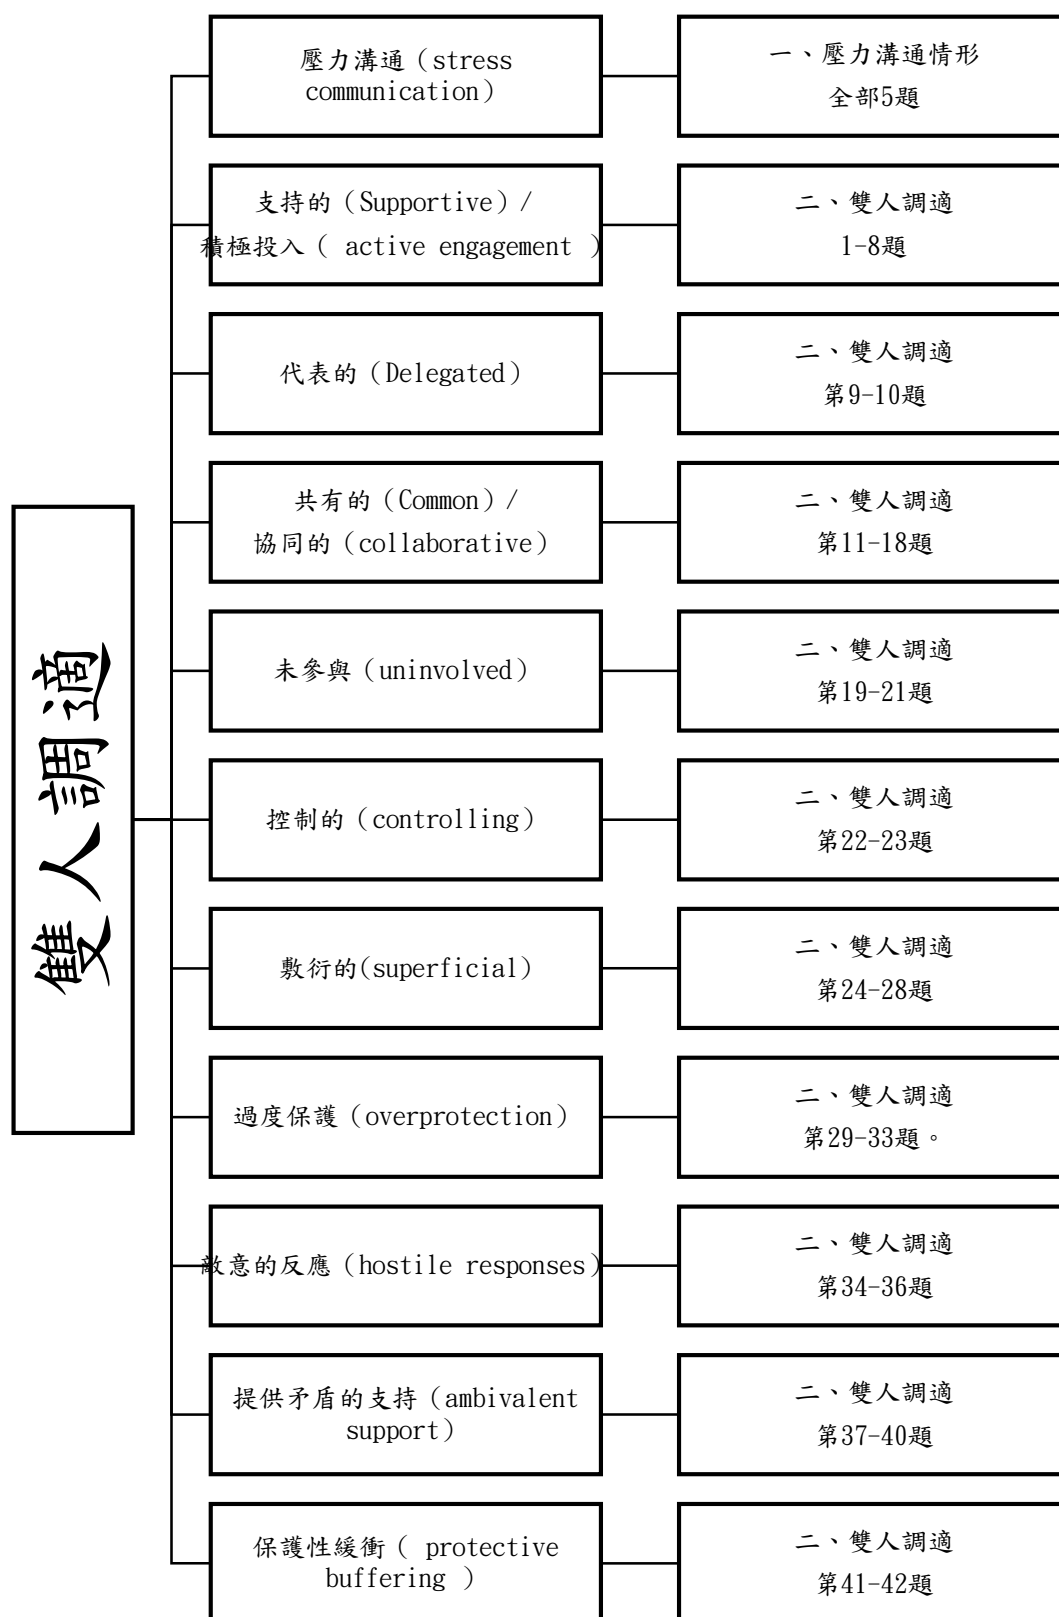 雙人調適
壓力溝通（stress
communication）
一、壓力溝通情形
全部5題
支持的（Supportive）/
積極投入（ active engagement ）
二、雙人調適
1-8題
代表的（Delegated）
二、雙人調適
第9-10題
共有的（Common）/
協同的（collaborative）
二、雙人調適
第11-18題
未參與（uninvolved）
二、雙人調適
第19-21題
控制的（controlling）
二、雙人調適
第22-23題
敷衍的(superficial）
二、雙人調適
第24-28題
過度保護（overprotection）
二、雙人調適
第29-33題。
敵意的反應（hostile responses）
二、雙人調適
第34-36題
提供矛盾的支持（ambivalent
support）
二、雙人調適
第37-40題
保護性緩衝（ protective
buffering ）
二、雙人調適
第41-42題